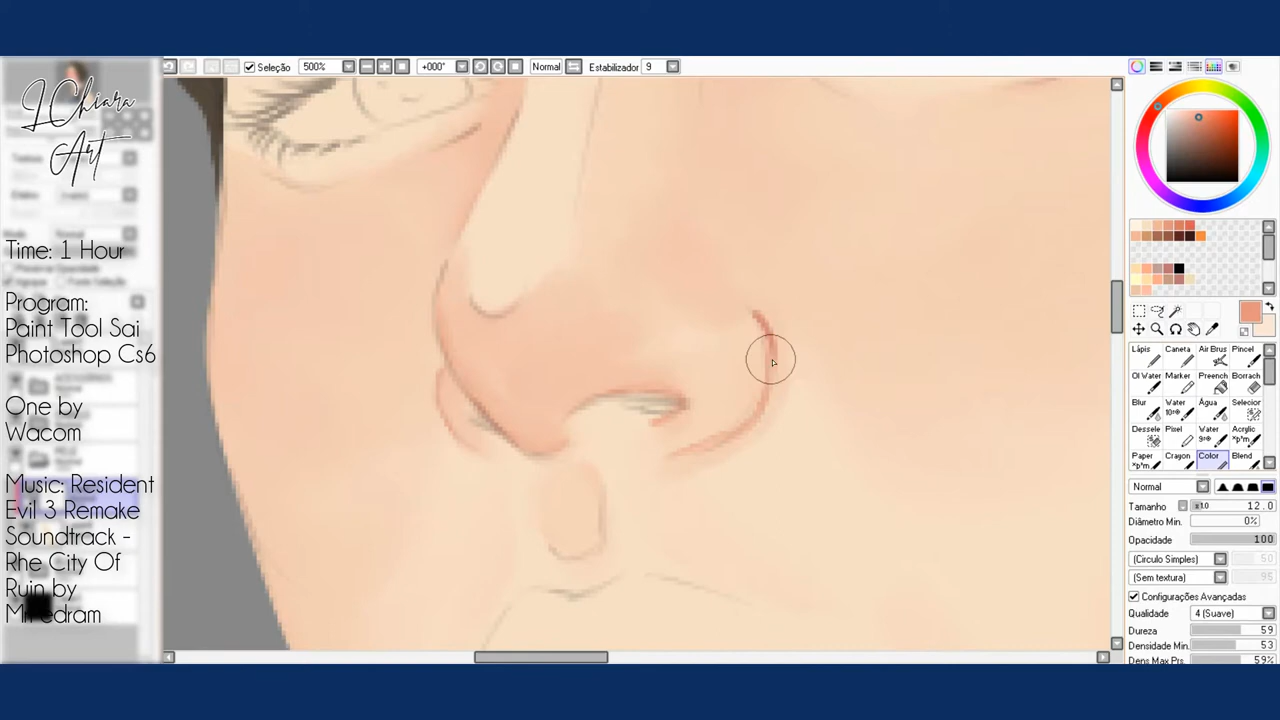 LChiara
Art
Time: 1 Hour
Program:
Paint Tool Sai
Photoshop Cs6
One by
Wacom
Music: Resident
Evil 3 Remake
Soundtrack -
Rhe City Of
Ruin by
Seleção 500% +000° Normal Estabilizador 9
Lápis Caneta Air Brus Pincel
Ol Water Marker Preench Borrach
Blur Water Água Selecior
Dessele Pixel Water Acrylic
Paper Crayon Color Blend
Normal
Tamanho x1.0 12.0
Diâmetro Min. 0%
Opacidade 100
(Circulo Simples) 50
(Sem textura) 95
Configurações Avançadas
Qualidade 4 (Suave)
Dureza 59
Densidade Min. 53
Dens Max Prs. 59%